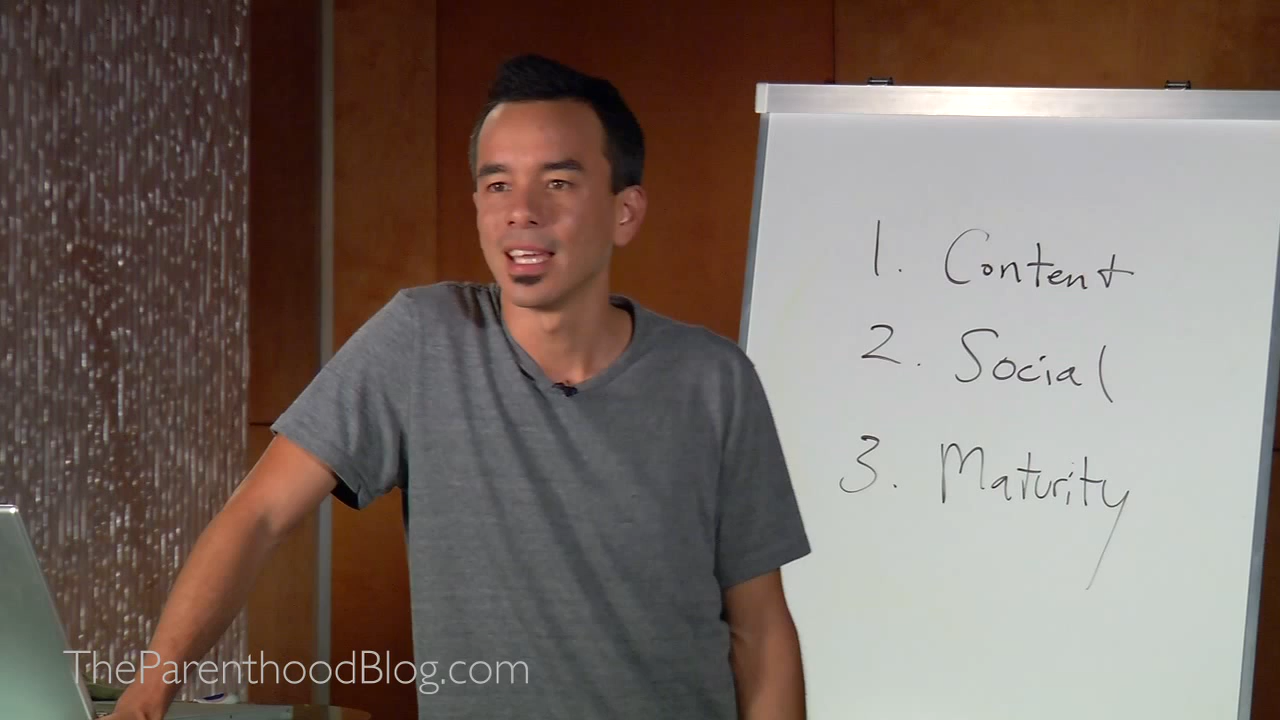 1. Content
2. Social
3. Maturity
TheParenthoodBlog.com